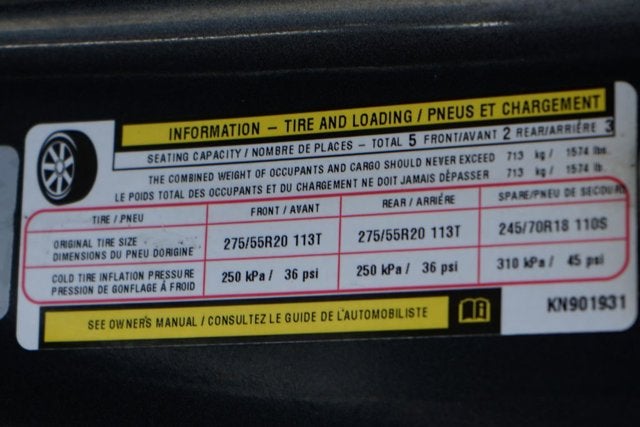 INFORMATION – TIRE AND LOADING / PNEUS ET CHARGEMENT
SEATING CAPACITY / NOMBRE DE PLACES – TOTAL 5 FRONT/AVANT 2 REAR/ARRIÉRE 3
THE COMBINED WEIGHT OF OCCUPANTS AND CARGO SHOULD NEVER EXCEED 713 kg / 1574 lbs.
LE POIDS TOTAL DES OCCUPANTS ET DU CHARGEMENT NE DOIT JAMAIS DÉPASSER 713 kg / 1574 lb.
TIRE / PNEU FRONT / AVANT REAR / ARRIÉRE SPARE/PNEU DE SECOURS
ORIGINAL TIRE SIZE
DIMENSIONS DU PNEU DORIGINE 275/55R20 113T 275/55R20 113T 245/70R18 110S
COLD TIRE INFLATION PRESSURE
PRESSION DE GONFLAGE Á FROID 250 kPa / 36 psi 250 kPa / 36 psi 310 kPa / 45 psi
SEE OWNER'S MANUAL / CONSULTEZ LE GUIDE DE L'AUTOMOBILISTE
KN901931